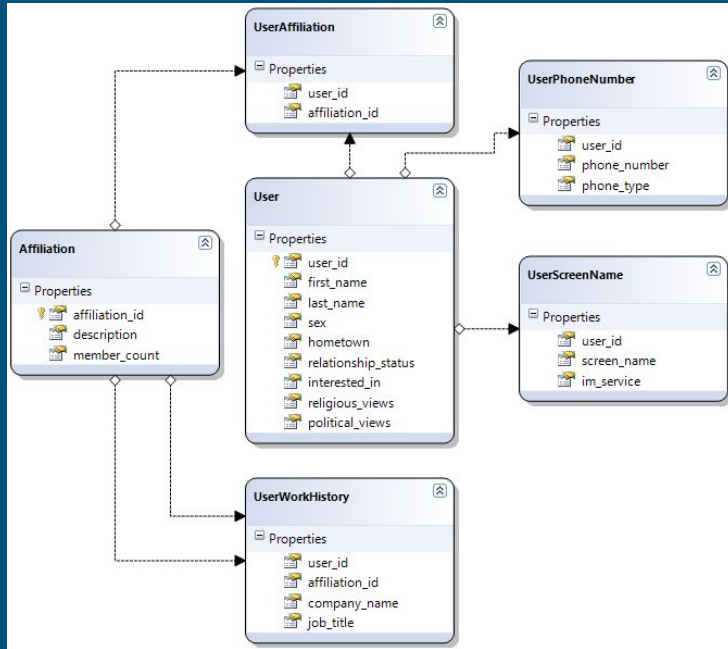 UserAffiliation
Properties
user_id
affiliation_id
UserPhoneNumber
Properties
user_id
phone_number
phone_type
User
Properties
user_id
first_name
last_name
sex
hometown
relationship_status
interested_in
religious_views
political_views
Affiliation
Properties
affiliation_id
description
member_count
UserScreenName
Properties
user_id
screen_name
im_service
UserWorkHistory
Properties
user_id
affiliation_id
company_name
job_title